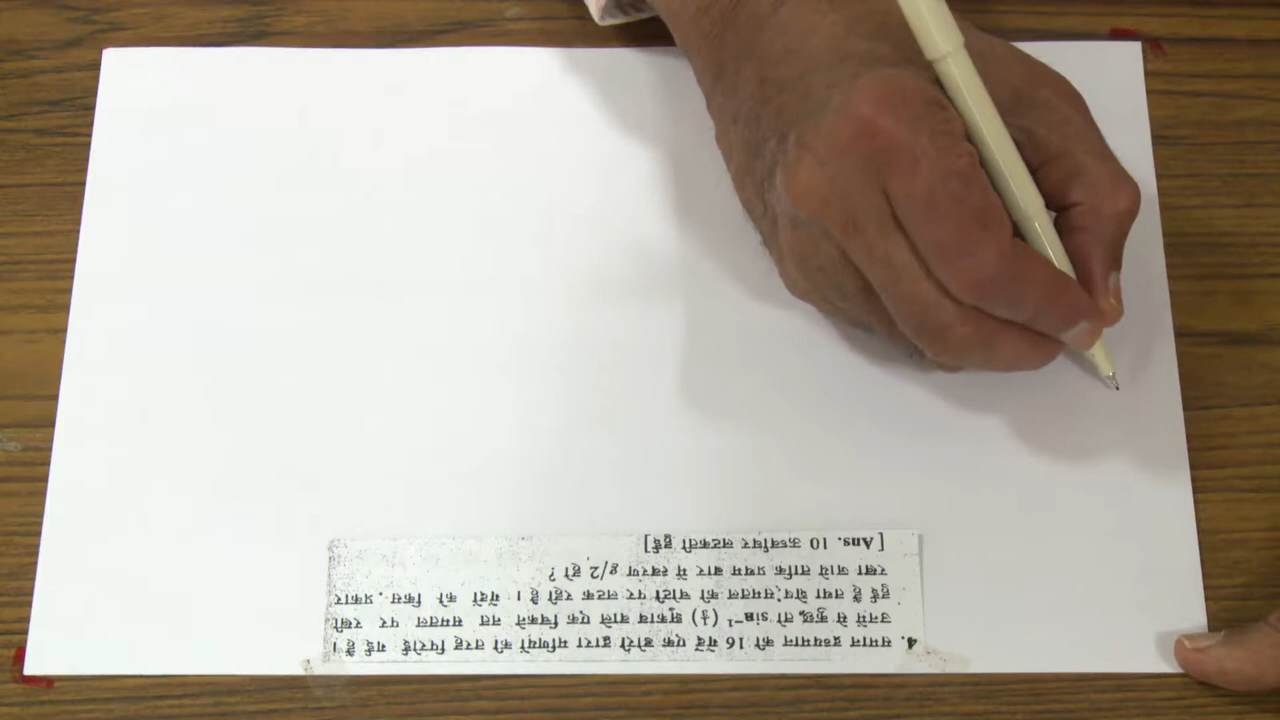 4. समान द्रव्यमान की 16 गेंदें एक डोरी द्वारा मणियों की तरह पिरोई गई हैं।
उनमें से कुछ, तो sin⁻¹ (⅓) झुकाव वाले एक चिकने नत समतल पर रखी
हुई हैं तथा शेष समतल की चोटी पर लटक रही हैं। गेंदों को किस प्रकार
रखा जाये ताकि प्रथम बार में त्वरण g/2 हो?
[Ans. 10 ऊर्ध्वाधर लटकती हुई]